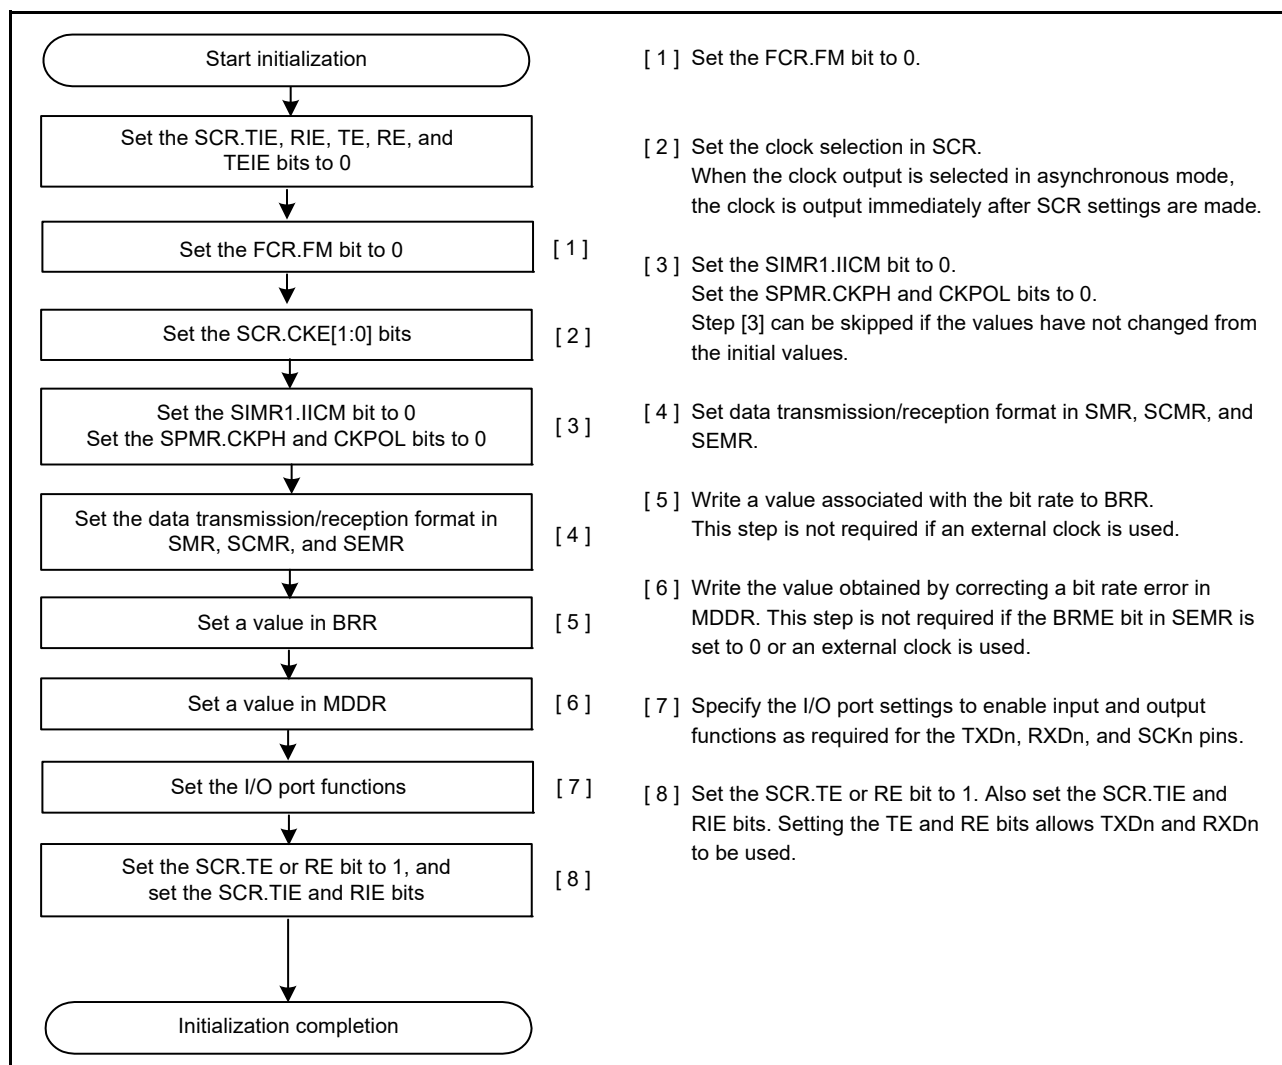 Start initialization
Set the SCR.TIE, RIE, TE, RE, and
TEIE bits to 0
Set the FCR.FM bit to 0
[ 1 ]
Set the SCR.CKE[1:0] bits
[ 2 ]
Set the SIMR1.IICM bit to 0
Set the SPMR.CKPH and CKPOL bits to 0
[ 3 ]
Set the data transmission/reception format in
SMR, SCMR, and SEMR
[ 4 ]
Set a value in BRR
[ 5 ]
Set a value in MDDR
[ 6 ]
Set the I/O port functions
[ 7 ]
Set the SCR.TE or RE bit to 1, and
set the SCR.TIE and RIE bits
[ 8 ]
Initialization completion
[ 1 ] Set the FCR.FM bit to 0.
[ 2 ] Set the clock selection in SCR.
When the clock output is selected in asynchronous mode,
the clock is output immediately after SCR settings are made.
[ 3 ] Set the SIMR1.IICM bit to 0.
Set the SPMR.CKPH and CKPOL bits to 0.
Step [3] can be skipped if the values have not changed from
the initial values.
[ 4 ] Set data transmission/reception format in SMR, SCMR, and
SEMR.
[ 5 ] Write a value associated with the bit rate to BRR.
This step is not required if an external clock is used.
[ 6 ] Write the value obtained by correcting a bit rate error in
MDDR. This step is not required if the BRME bit in SEMR is
set to 0 or an external clock is used.
[ 7 ] Specify the I/O port settings to enable input and output
functions as required for the TXDn, RXDn, and SCKn pins.
[ 8 ] Set the SCR.TE or RE bit to 1. Also set the SCR.TIE and
RIE bits. Setting the TE and RE bits allows TXDn and RXDn
to be used.